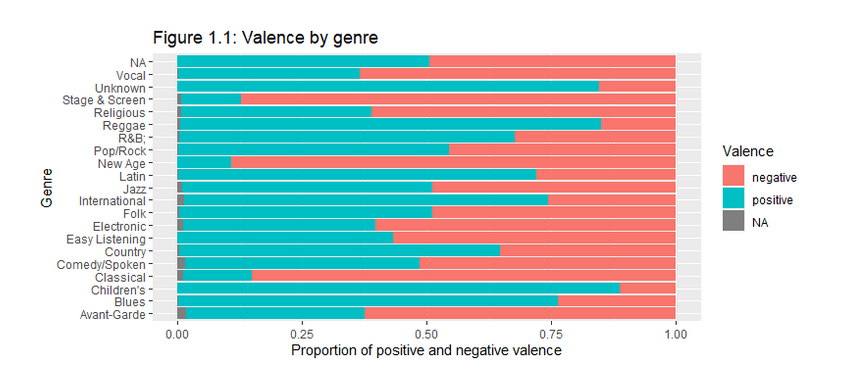 Figure 1.1: Valence by genre
NA
Vocal
Unknown
Stage & Screen
Religious
Reggae
R&B;
Pop/Rock
New Age
Latin
Jazz
International
Folk
Electronic
Easy Listening
Country
Comedy/Spoken
Classical
Children's
Blues
Avant-Garde
Genre
0.00 0.25 0.50 0.75 1.00
Proportion of positive and negative valence
Valence
negative
positive
NA